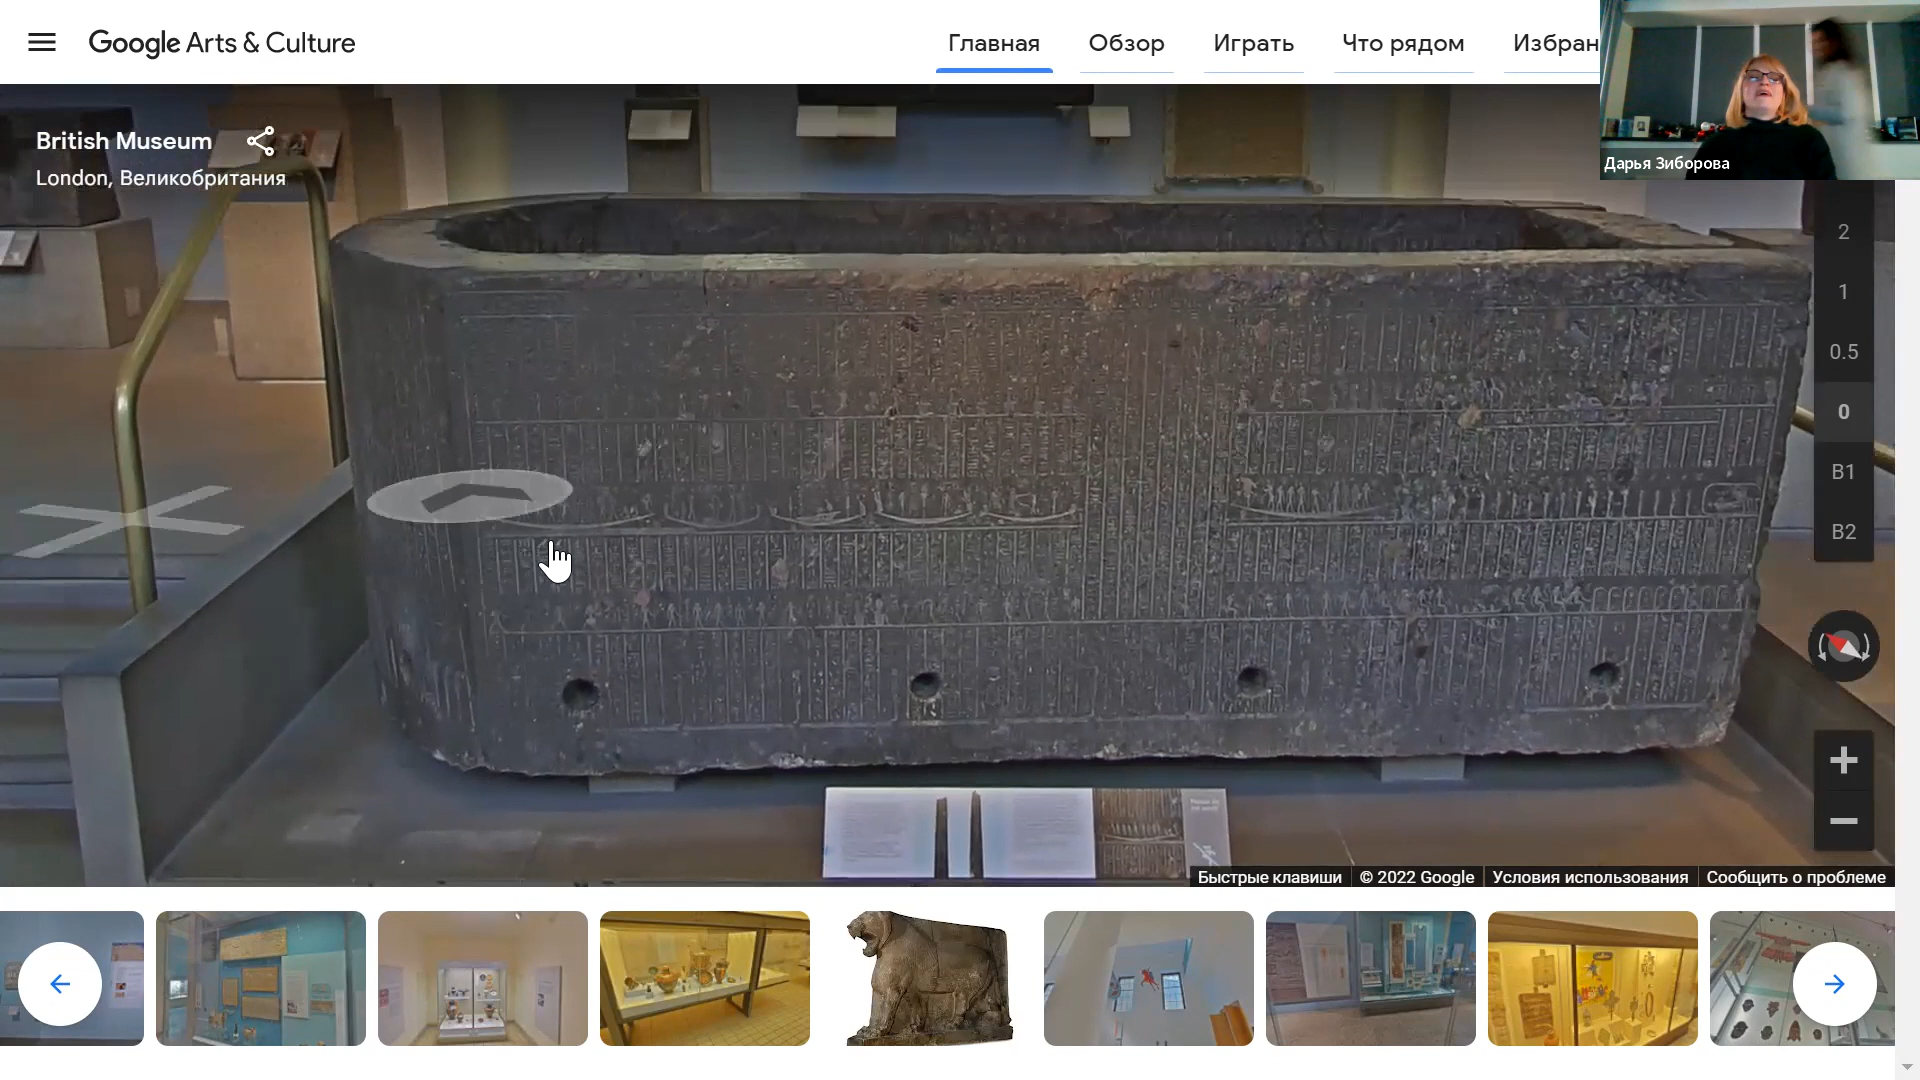 Google Arts & Culture
Главная
Обзор
Играть
Что рядом
Избран
British Museum
London, Великобритания
Дарья Зиборова
2
1
0.5
0
B1
B2
Быстрые клавиши
© 2022 Google
Условия использования
Сообщить о проблеме